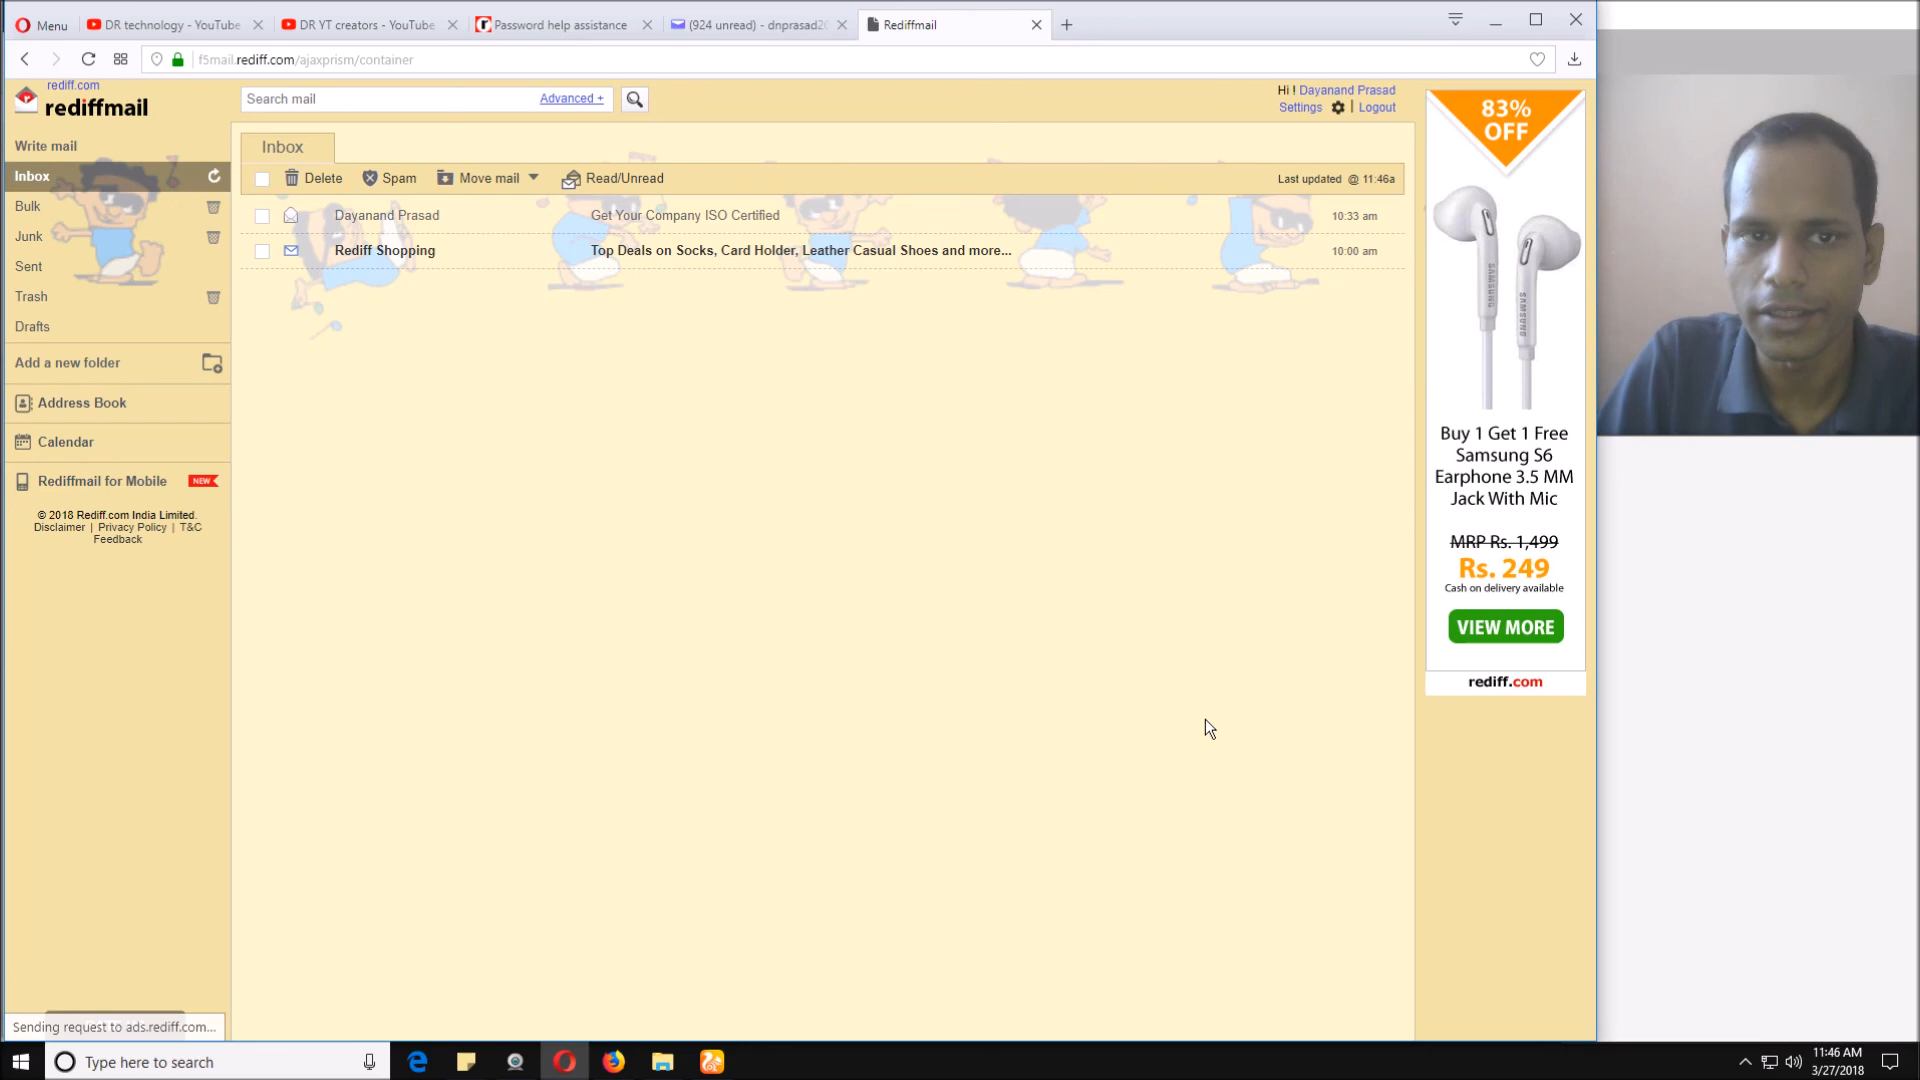 Menu
DR technology - YouTube
DR YT creators - YouTube
Password help assistance
(924 unread) - dnprasad20
Rediffmail
f5mail.rediff.com/ajaxprism/container
rediff.com
rediffmail
Search mail
Advanced +
Hi ! Dayanand Prasad
Settings | Logout
Write mail
Inbox
Bulk
Junk
Sent
Trash
Drafts
Add a new folder
Address Book
Calendar
Rediffmail for Mobile NEW
© 2018 Rediff.com India Limited.
Disclaimer | Privacy Policy | T&C
Feedback
Inbox
Delete Spam Move mail Read/Unread Last updated @ 11:46a
Dayanand Prasad Get Your Company ISO Certified 10:33 am
Rediff Shopping Top Deals on Socks, Card Holder, Leather Casual Shoes and more... 10:00 am
83%
OFF
SAMSUNG
SAMSUNG
Buy 1 Get 1 Free
Samsung S6
Earphone 3.5 MM
Jack With Mic
MRP Rs. 1,499
Rs. 249
Cash on delivery available
VIEW MORE
rediff.com
Sending request to ads.rediff.com...
Type here to search
11:46 AM
3/27/2018